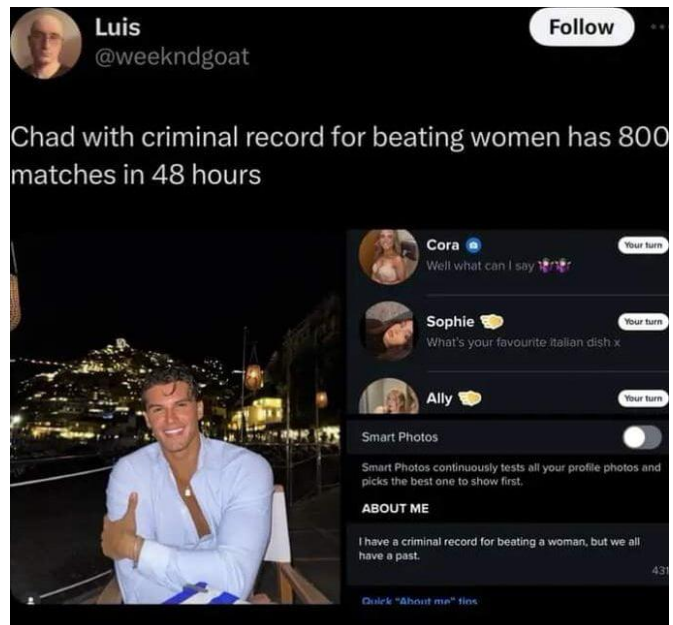 Luis
@weekndgoat
Follow
Chad with criminal record for beating women has 800
matches in 48 hours
Cora
Your turn
Well what can I say 🤷‍♀️🤷‍♀️
Sophie
Your turn
What's your favourite italian dish x
Ally
Your turn
Smart Photos
Smart Photos continuously tests all your profile photos and
picks the best one to show first.
ABOUT ME
I have a criminal record for beating a woman, but we all
have a past.
431
Quick "About me" tips